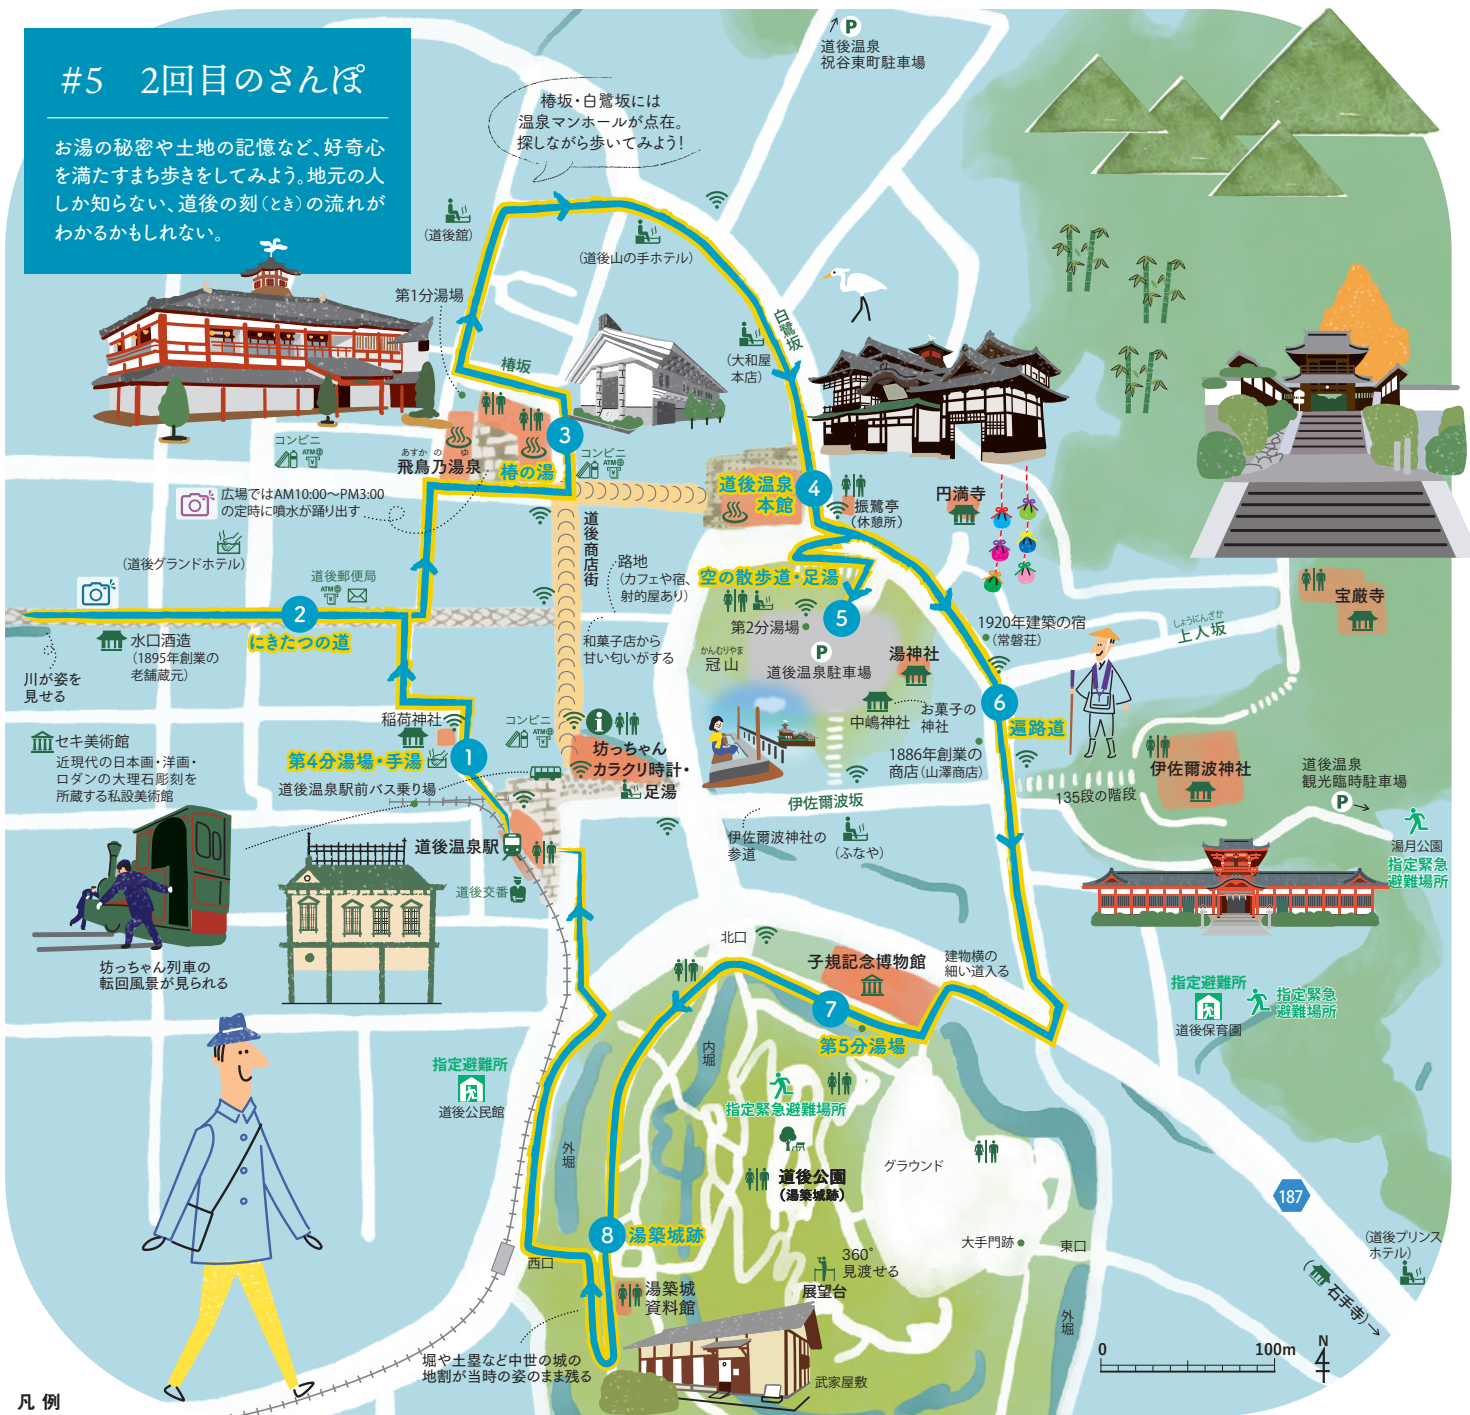 #5　2回目のさんぽ
お湯の秘密や土地の記憶など、好奇心
を満たすまち歩きをしてみよう。地元の人
しか知らない、道後の刻（とき）の流れが
わかるかもしれない。
椿坂・白鷺坂には
温泉マンホールが点在。
探しながら歩いてみよう！
P
道後温泉
祝谷東町駐車場
（道後舘）
（道後山の手ホテル）
第1分湯場
椿坂
白鷺坂
（大和屋
本店）
コンビニ
ATM
あすか の ゆ
飛鳥乃湯泉
椿の湯
3
コンビニ
ATM
広場ではAM10:00〜PM3:00
の定時に噴水が踊り出す
（道後グランドホテル）
道後商店街
道後温泉
本館
4
振鷺亭
（休憩所）
円満寺
路地
（カフェや宿、
射的屋あり）
空の散歩道・足湯
5
第2分湯場
かんむりやま
冠山
P
道後温泉駐車場
湯神社
中嶋神社
お菓子の
神社
1920年建築の宿
（常磐荘）
しょうにんざか
上人坂
宝厳寺
道後郵便局
ATM
2
にきたつの道
水口酒造
（1895年創業の
老舗蔵元）
川が姿を
見せる
和菓子店から
甘い匂いがする
稲荷神社
コンビニ
ATM
セキ美術館
近現代の日本画・洋画・
ロダンの大理石彫刻を
所蔵する私設美術館
第4分湯場・手湯
1
道後温泉駅前バス乗り場
坊っちゃん
カラクリ時計・
足湯
6
遍路道
1886年創業の
商店（山澤商店）
伊佐爾波坂
伊佐爾波神社の
参道
（ふなや）
135段の階段
伊佐爾波神社
道後温泉
観光臨時駐車場
P
湯月公園
指定緊急
避難場所
道後温泉駅
道後交番
坊っちゃん列車の
転回風景が見られる
北口
子規記念博物館
建物横の
細い道入る
7
第5分湯場
指定避難所
道後保育園
指定緊急
避難場所
指定避難所
道後公民館
内堀
外堀
指定緊急避難場所
道後公園
（湯築城跡）
グラウンド
187
8
湯築城跡
西口
大手門跡
東口
360°
見渡せる
展望台
湯築城
資料館
（道後プリンス
ホテル）
（石手寺）
外堀
堀や土塁など中世の城の
地割が当時の姿のまま残る
武家屋敷
0
100m
N
凡 例